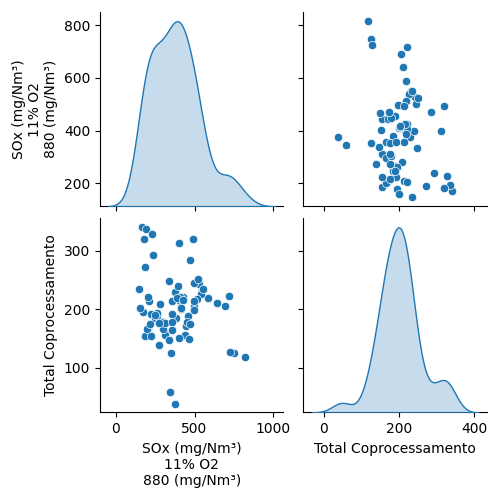 SOx (mg/Nm³)
11% O2
880 (mg/Nm³)
800
600
400
200
Total Coprocessamento
300
200
100
0
500
1000
SOx (mg/Nm³)
11% O2
880 (mg/Nm³)
0
200
400
Total Coprocessamento